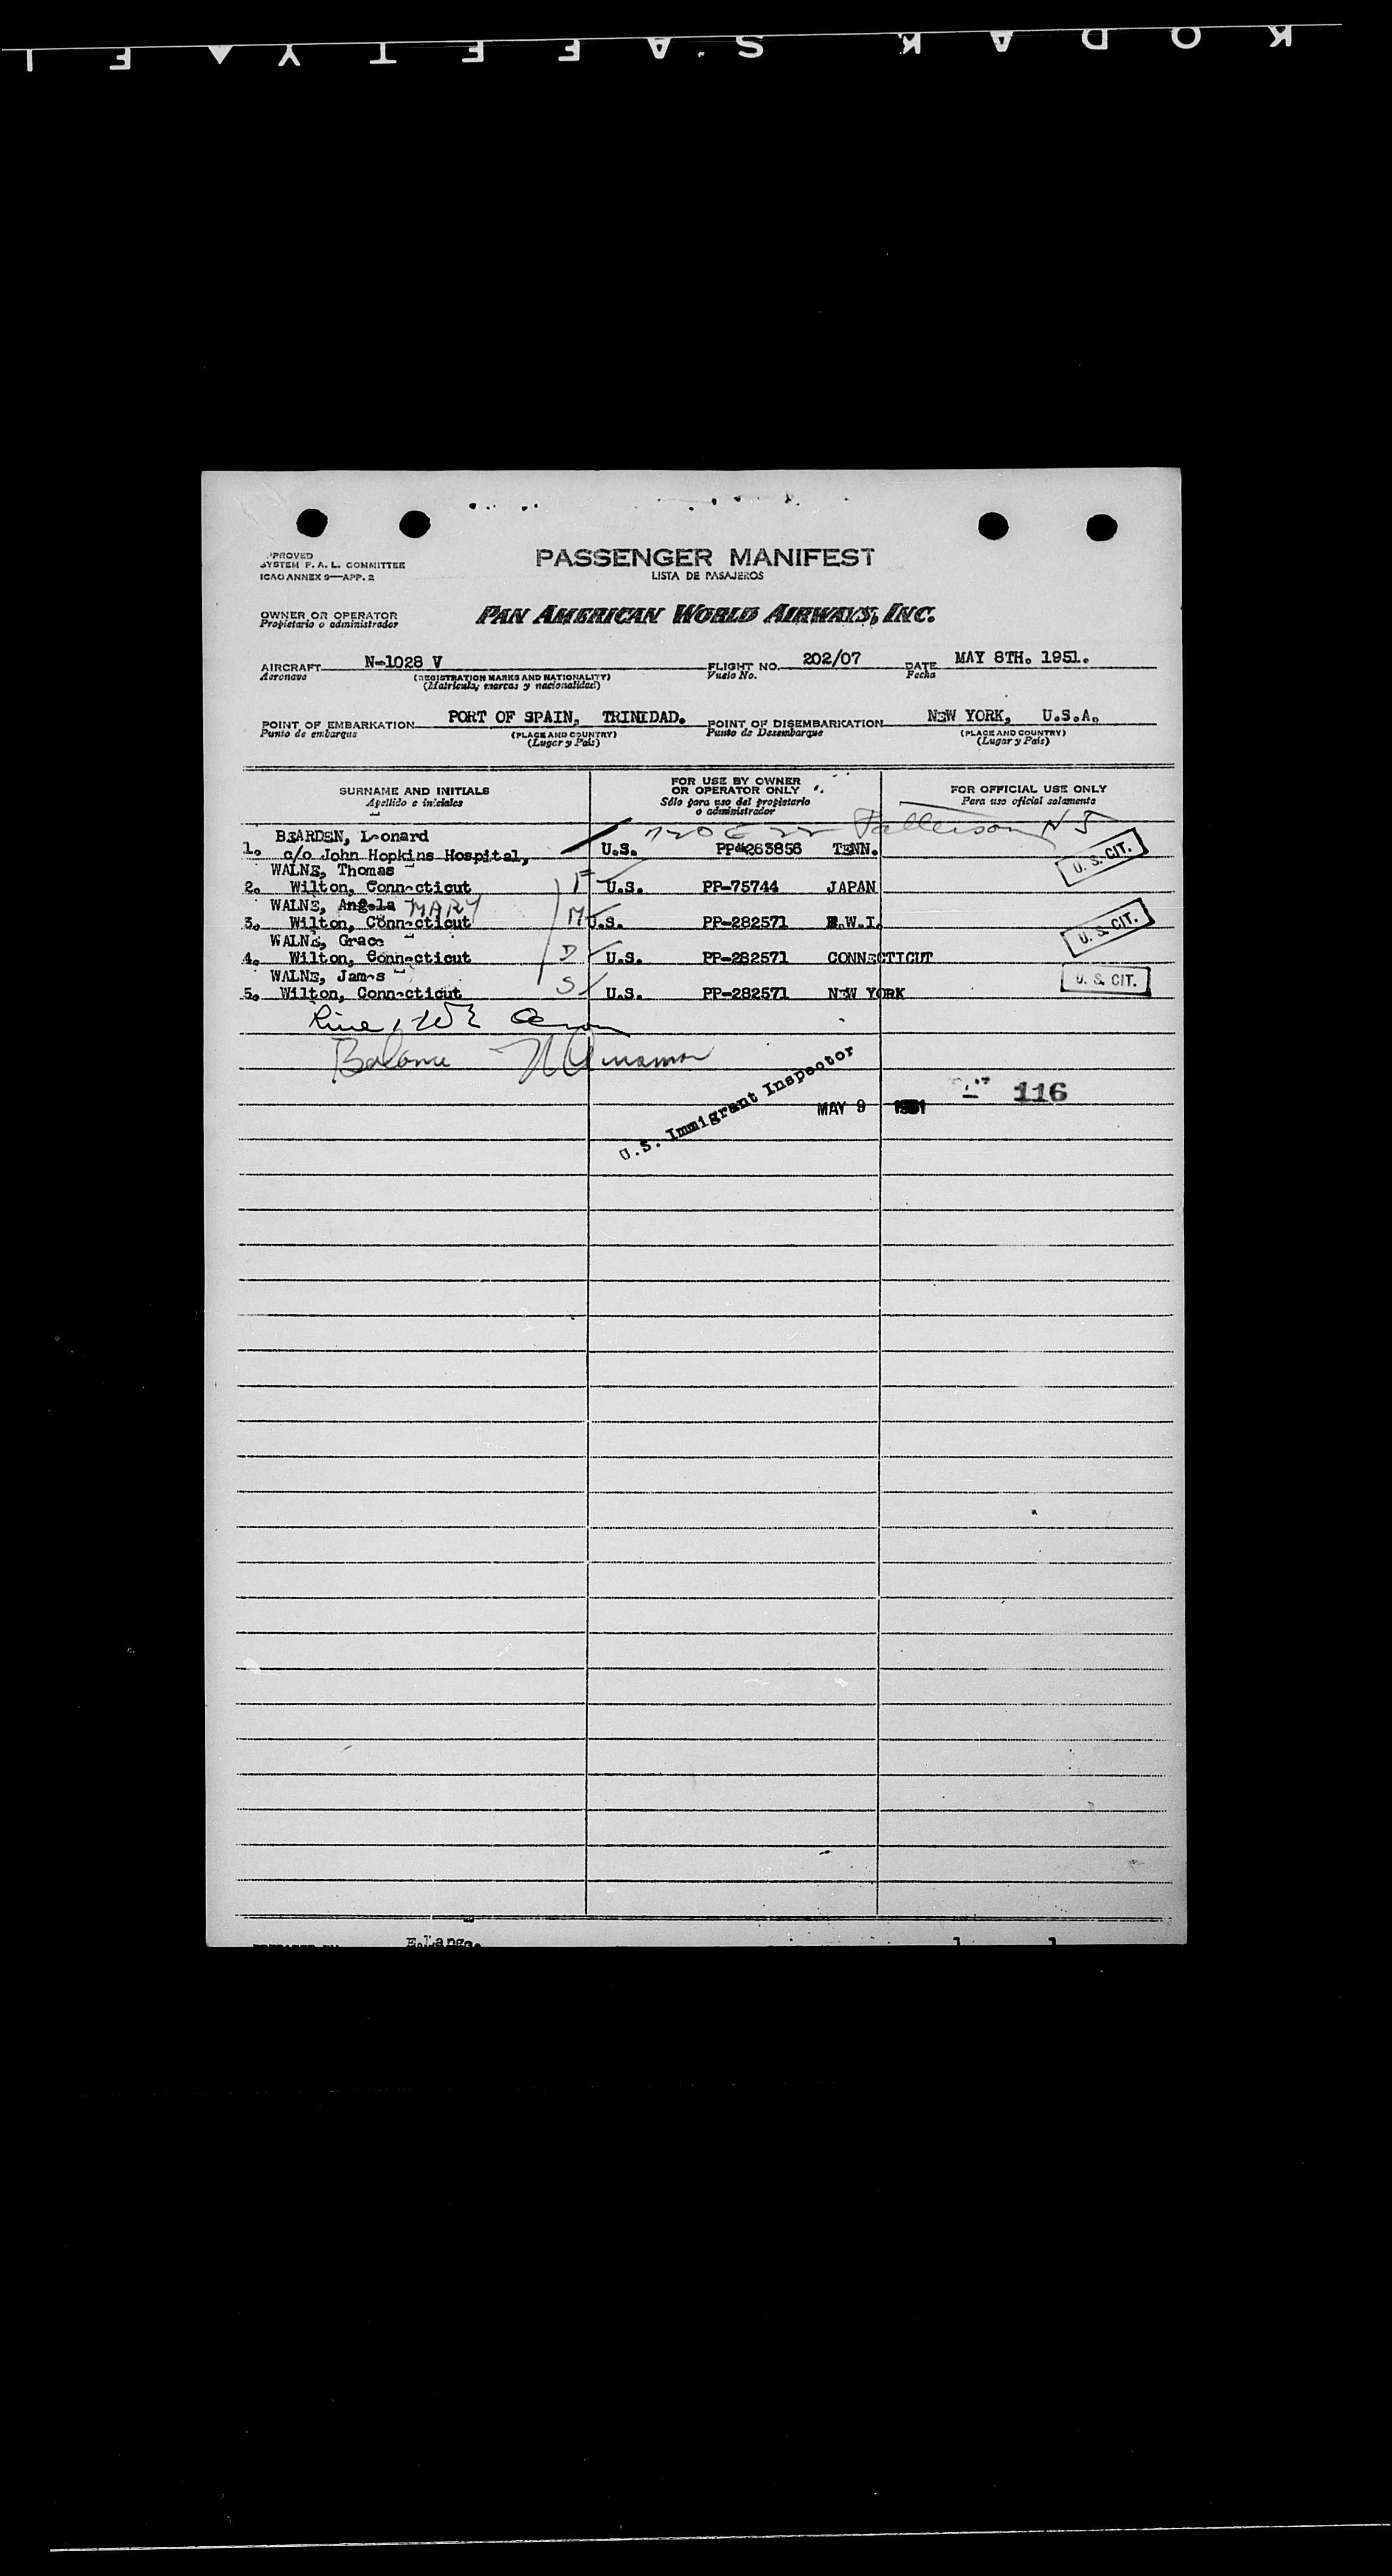 KODAK SAFETY F
PROVED
SYSTEM F. A. L. COMMITTEE
ICAO ANNEX 9—APP. 2
PASSENGER MANIFEST
LISTA DE PASAJEROS
OWNER OR OPERATOR
Propietario o administrador
PAN AMERICAN WORLD AIRWAYS, INC.
AIRCRAFT N-1028 V FLIGHT NO. 202/07 DATE MAY 8TH. 1951.
Aeronave (REGISTRATION MARKS AND NATIONALITY) Vuelo No. Fecha
(Matrícula, marcas y nacionalidad)
POINT OF EMBARKATION PORT OF SPAIN, TRINIDAD. POINT OF DISEMBARKATION NEW YORK, U.S.A.
Punto de embarque (PLACE AND COUNTRY) Punto de Desembarque (PLACE AND COUNTRY)
(Lugar y País) (Lugar y País)
SURNAME AND INITIALS
Apellido e iniciales
FOR USE BY OWNER
OR OPERATOR ONLY
Sólo para uso del propietario
o administrador
FOR OFFICIAL USE ONLY
Para uso oficial solamente
BEARDEN, Leonard 720 E 22 Patterson N J
1. c/o John Hopkins Hospital, U.S. PP#263856 TENN. U. S. CIT.
WALNE, Thomas
2. Wilton, Connecticut F U.S. PP-75744 JAPAN
WALNE, Angela MARY
3. Wilton, Connecticut M U.S. PP-282571 B.W.I. U. S. CIT.
WALNE, Grace
4. Wilton, Connecticut D U.S. PP-282571 CONNECTICUT
WALNE, James
5. Wilton, Connecticut S U.S. PP-282571 NEW YORK U. S. CIT.
Balance
U.S. Immigrant Inspector
MAY 9 1951 116
E.Lange.